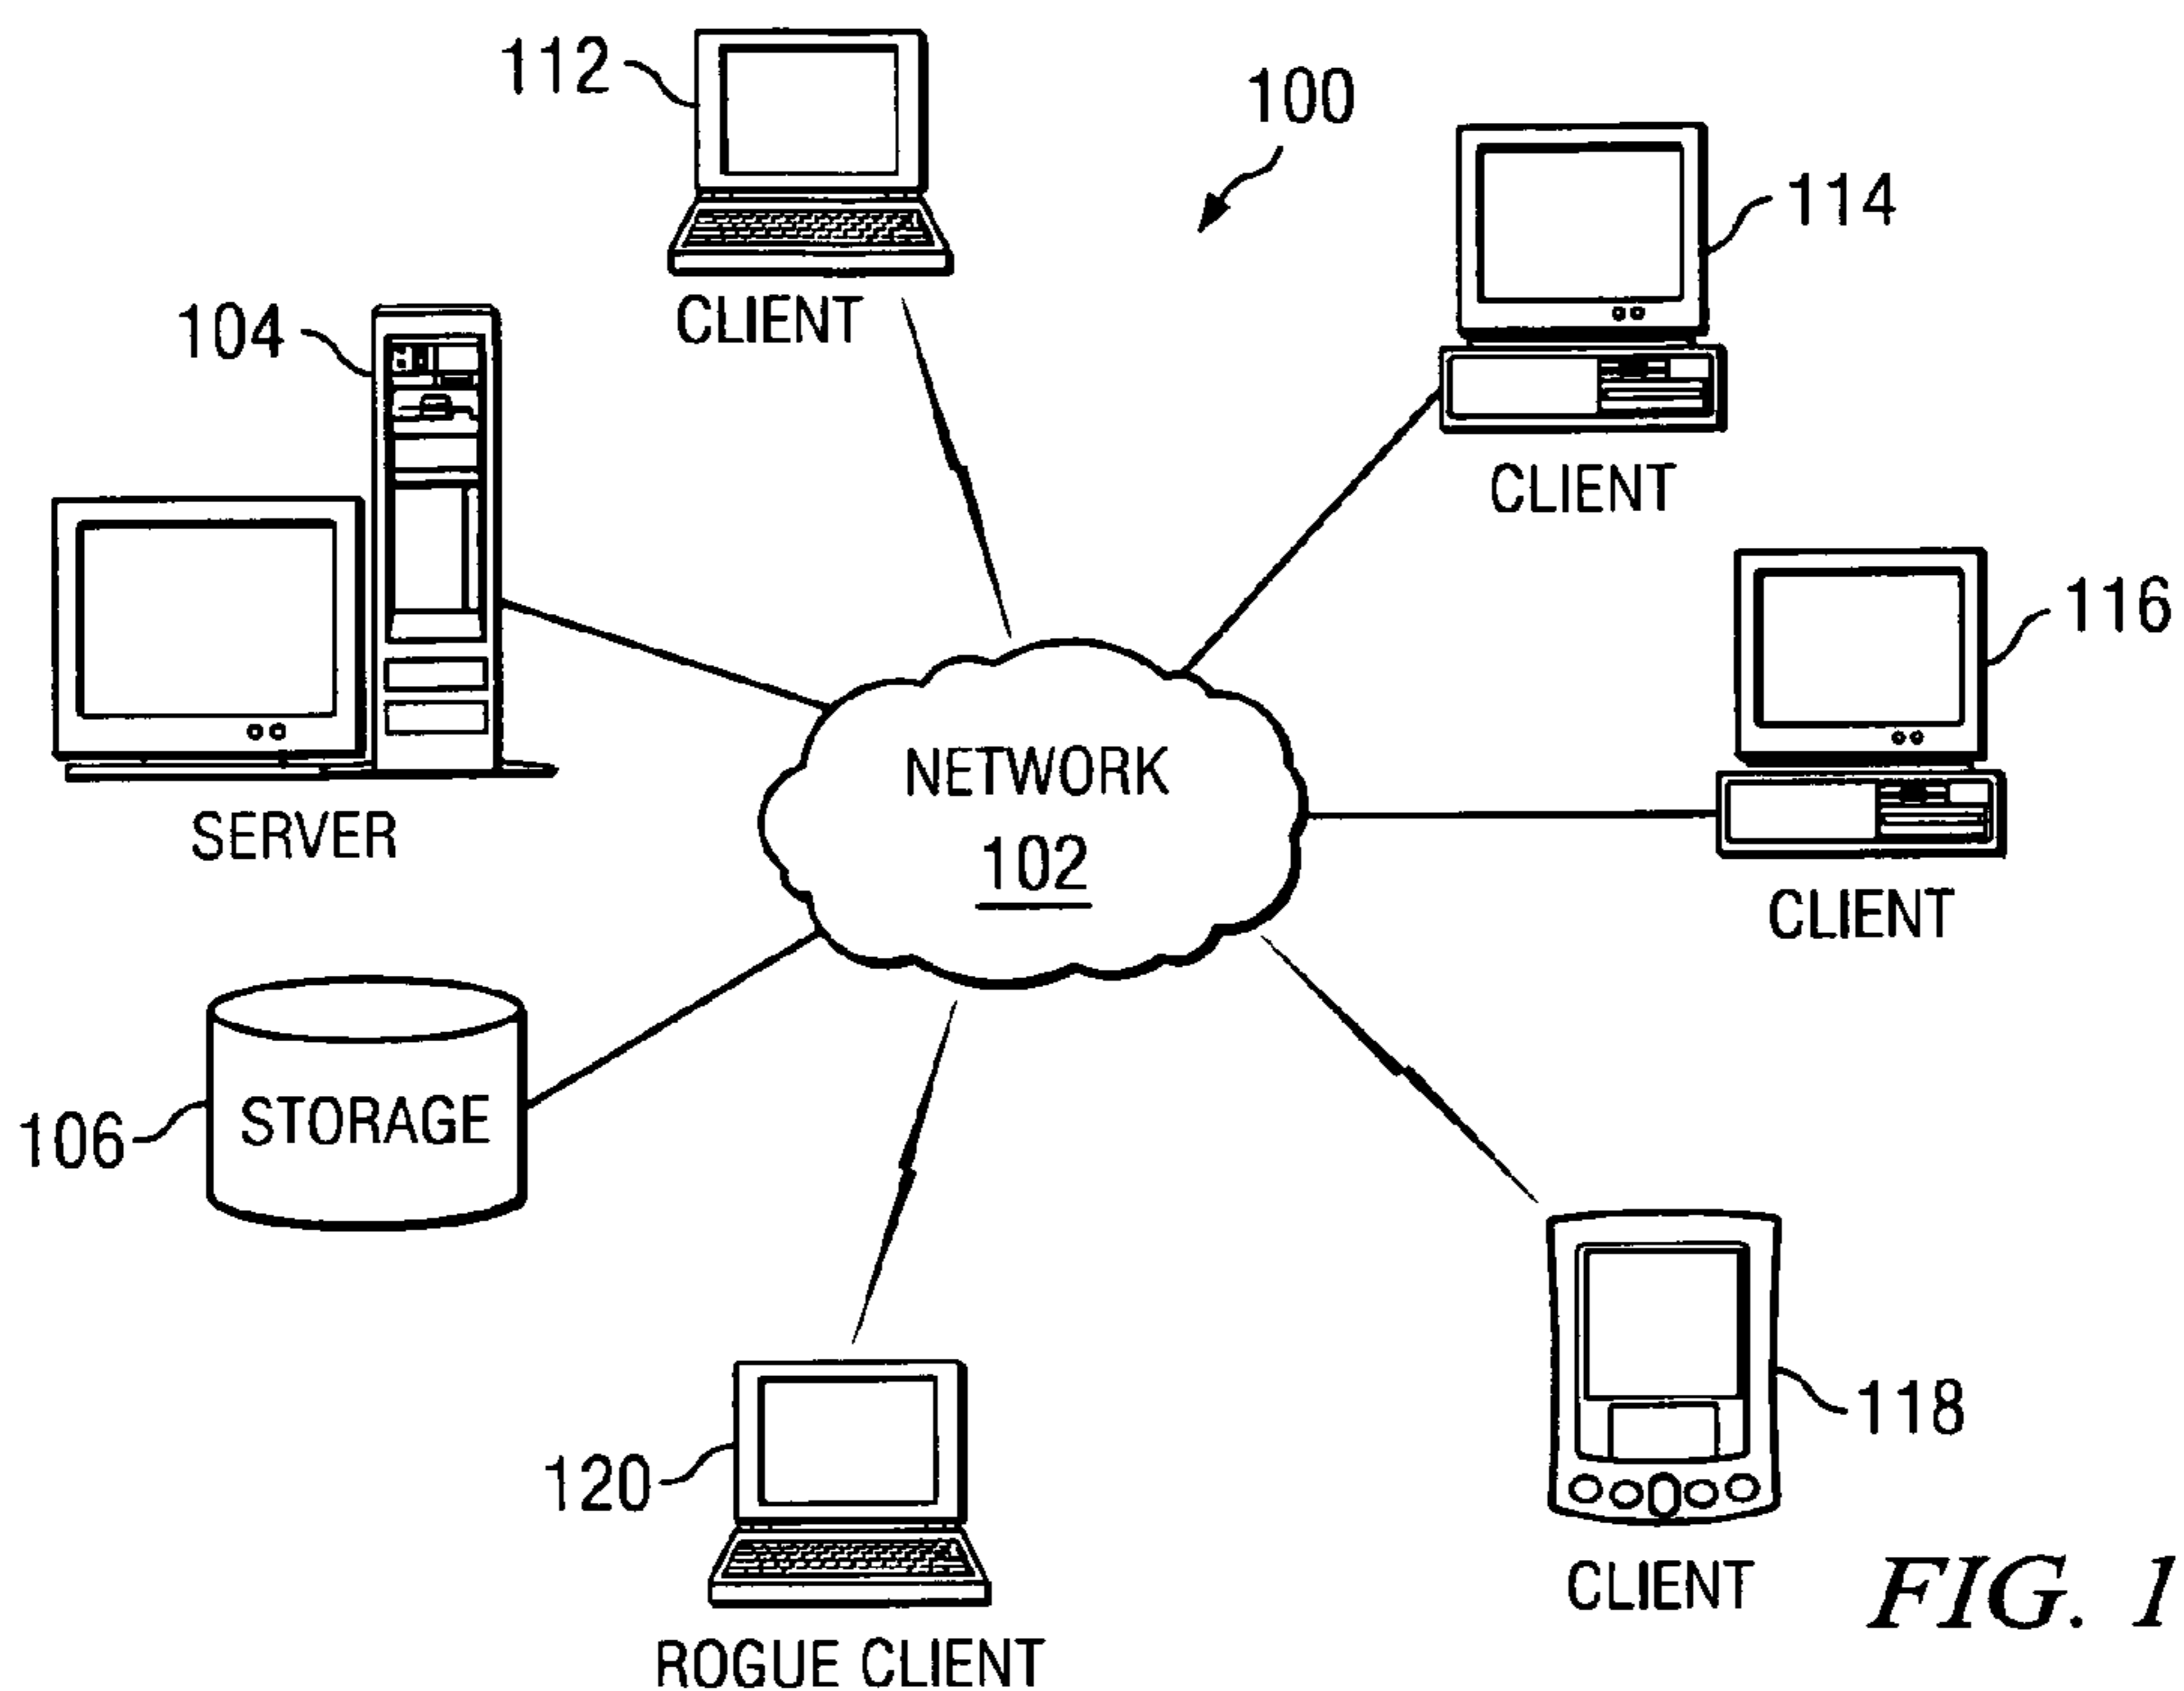 112
100
114
CLIENT
104
CLIENT
116
NETWORK
102
SERVER
CLIENT
STORAGE
106
118
120
CLIENT
FIG. 1
ROGUE CLIENT